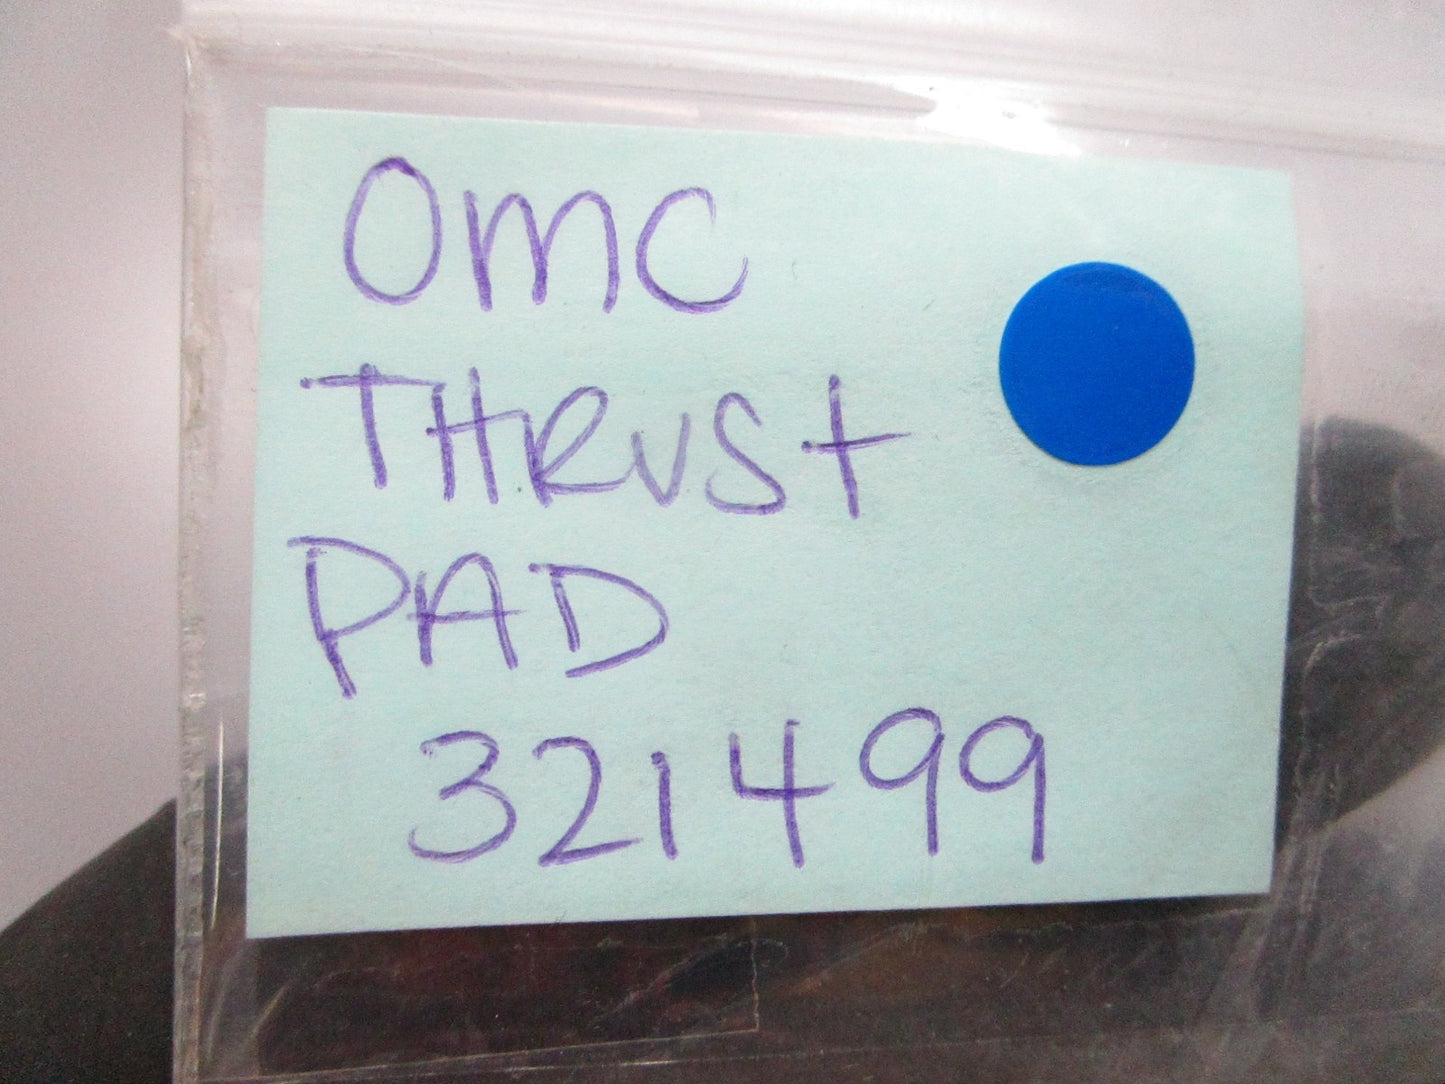 OMC
THRUSt
PAD
321499